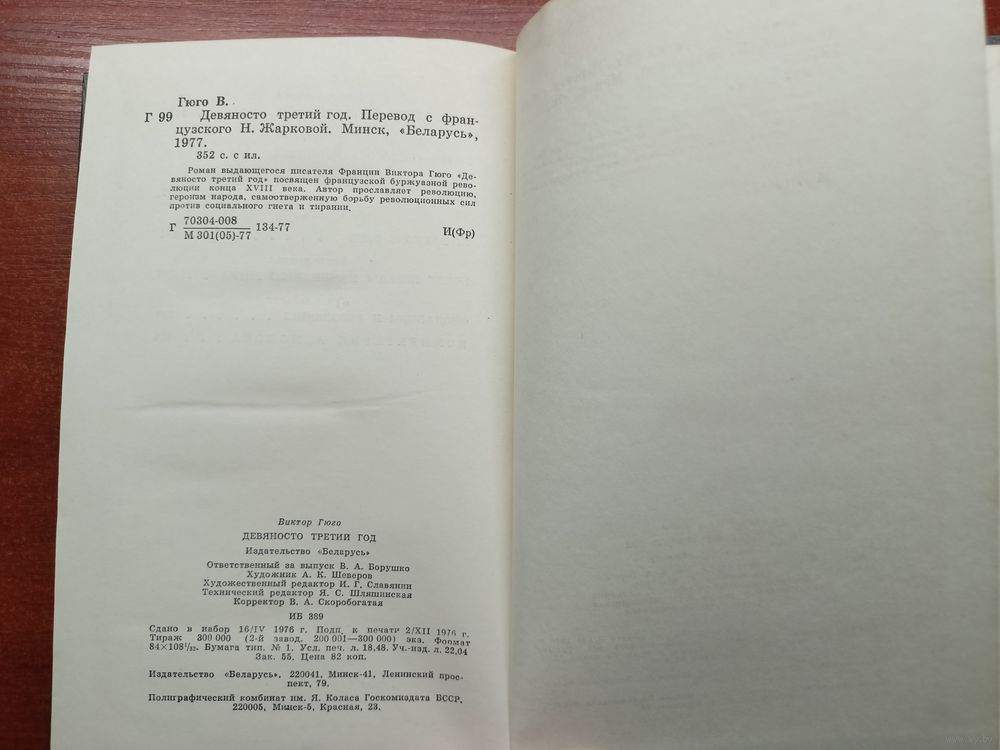 Гюго В.
Г 99 Девяносто третий год. Перевод с фран-
цузского Н. Жарковой. Минск, «Беларусь»,
1977.
352 с. с ил.
Роман выдающегося писателя Франции Виктора Гюго «Де-
вяносто третий год» посвящен французской буржуазной рево-
люции конца XVIII века. Автор прославляет революцию,
героизм народа, самоотверженную борьбу революционных сил
против социального гнета и тирании.
Г 70304-008
М 301(05)-77 134-77 И(Фр)
Виктор Гюго
ДЕВЯНОСТО ТРЕТИЙ ГОД
Издательство «Беларусь»
Ответственный за выпуск В. А. Борушко
Художник А. К. Шеверов
Художественный редактор И. Г. Славянин
Технический редактор Я. С. Шляшинская
Корректор В. А. Скоробогатая
ИБ 389
Сдано в набор 16/IV 1976 г. Подп. к печати 2/XII 1976 г.
Тираж 300 000 (2-й завод. 200 001—300 000) экз. Формат
84×108¹/₃₂. Бумага тип. № 1. Усл. печ. л. 18,48. Уч.-изд. л. 22,04
Зак. 55. Цена 82 коп.
Издательство «Беларусь». 220041, Минск-41, Ленинский прос-
пект, 79.
Полиграфический комбинат им. Я. Коласа Госкомиздата БССР,
220005, Минск-5, Красная, 23.